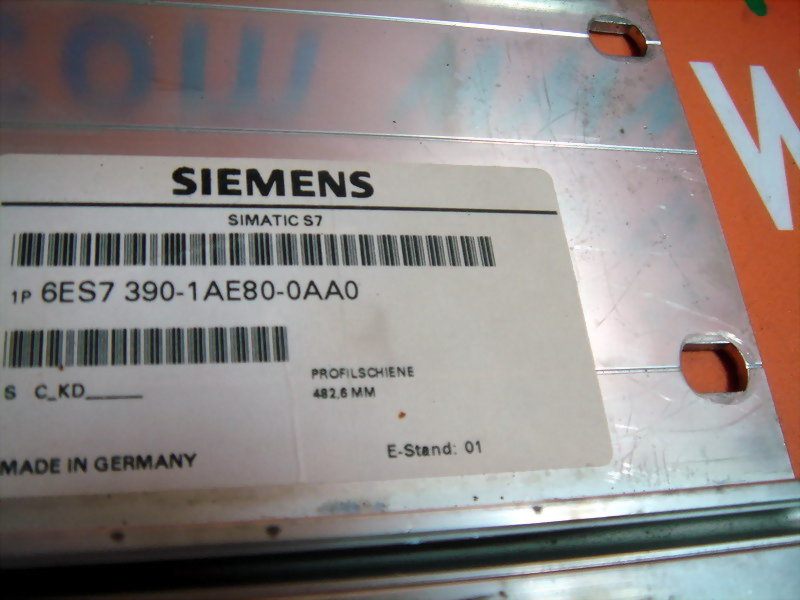 SIEMENS
SIMATIC S7
1P 6ES7 390-1AE80-0AA0
S C_KD_____
PROFILSCHIENE
482,6 MM
E-Stand: 01
MADE IN GERMANY
W